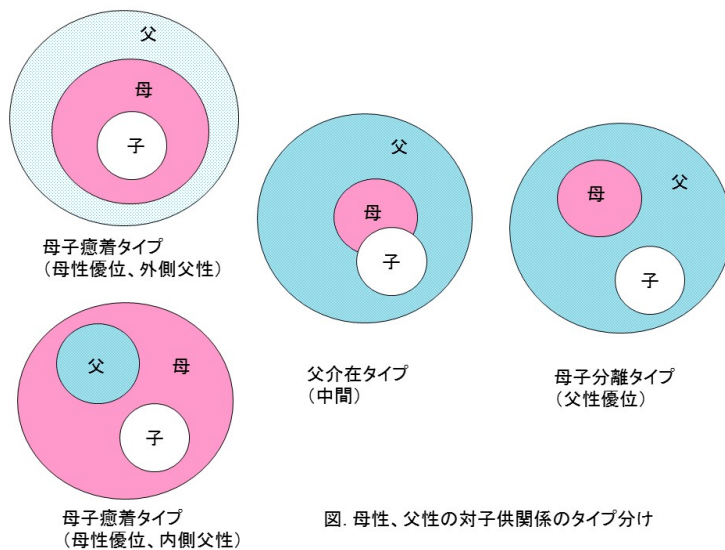 父
母
子
母子癒着タイプ
(母性優位、外側父性)
父
母
子
母子癒着タイプ
(母性優位、内側父性)
父
母
子
父介在タイプ
(中間)
父
母
子
母子分離タイプ
(父性優位)
図. 母性、父性の対子供関係のタイプ分け